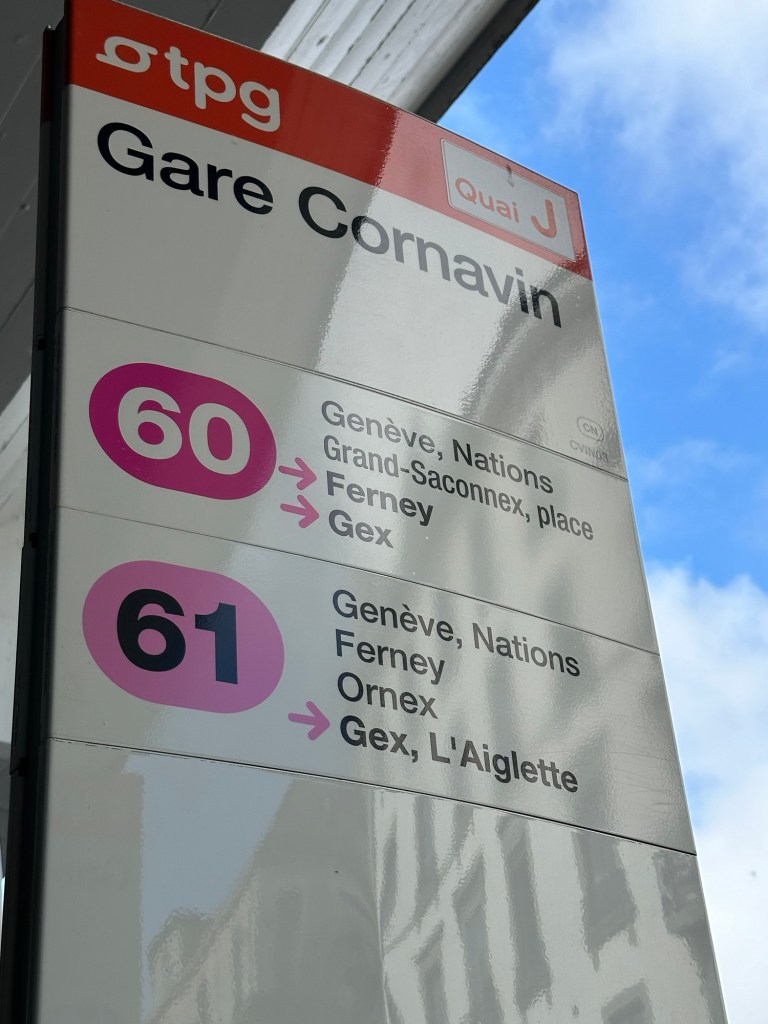 tpg
Quai J
Gare Cornavin
CN
CVIN03
60
Genève, Nations
Grand-Saconnex, place
→ Ferney
→ Gex
61
Genève, Nations
Ferney
Ornex
→ Gex, L'Aiglette